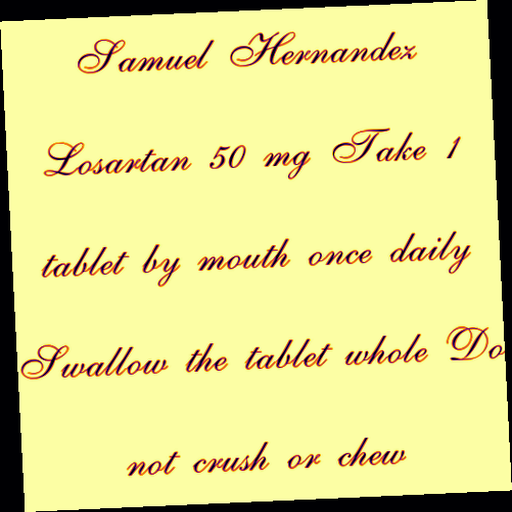 Samuel Hernandez
Losartan 50 mg Take 1
tablet by mouth once daily
Swallow the tablet whole Do
not crush or chew